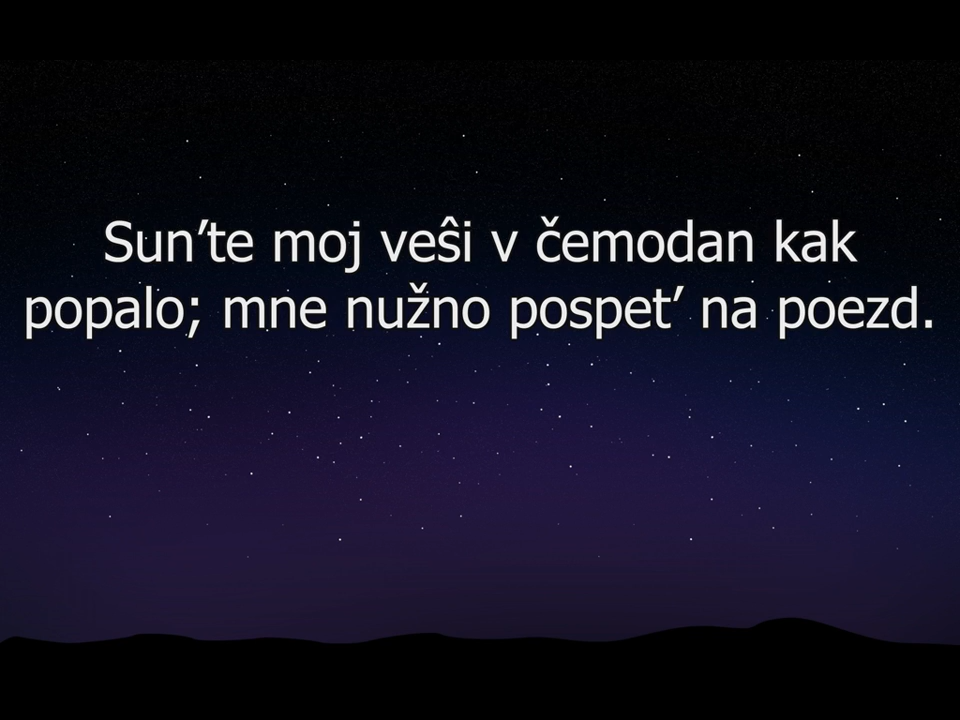 Sun’te moj veŝi v čemodan kak
popalo; mne nužno pospet’ na poezd.